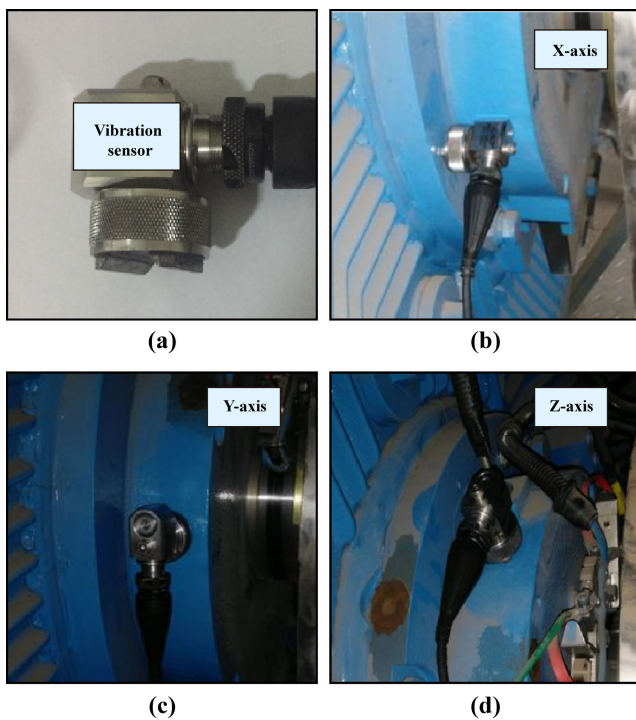 Vibration
sensor
X-axis
(a)
(b)
Y-axis
Z-axis
(c)
(d)